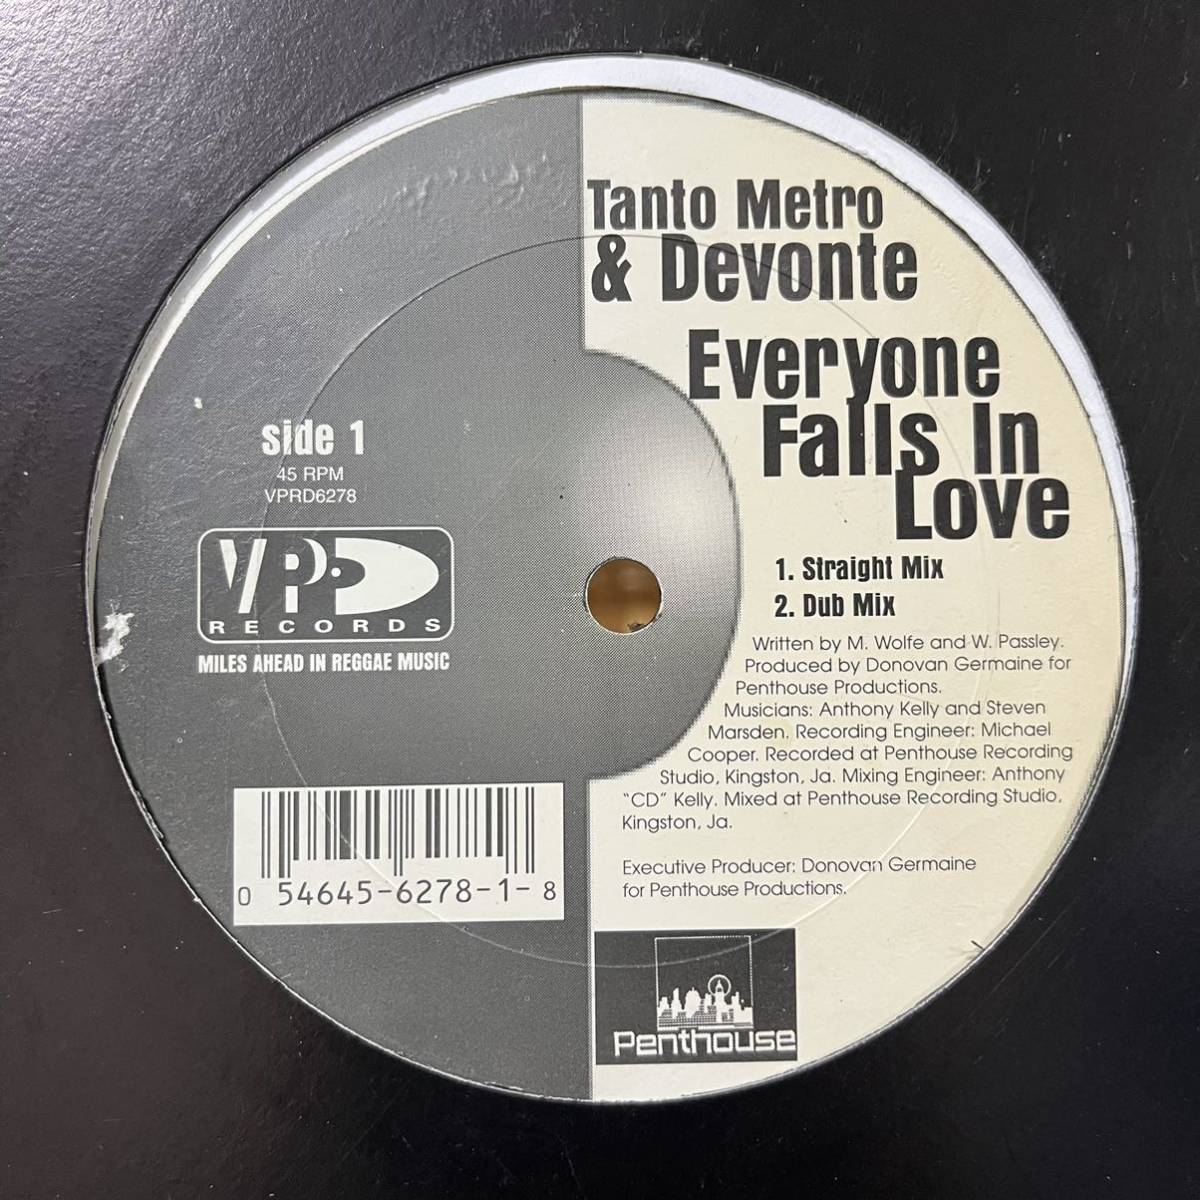 Tanto Metro
& Devonte
Everyone
Falls In
Love
1. Straight Mix
2. Dub Mix
Written by M. Wolfe and W. Passley.
Produced by Donovan Germaine for
Penthouse Productions.
Musicians: Anthony Kelly and Steven
Marsden. Recording Engineer: Michael
Cooper. Recorded at Penthouse Recording
Studio, Kingston, Ja. Mixing Engineer: Anthony
"CD" Kelly. Mixed at Penthouse Recording Studio,
Kingston, Ja.
Executive Producer: Donovan Germaine
for Penthouse Productions.
Penthouse
side 1
45 RPM
VPRD6278
VP
RECORDS
MILES AHEAD IN REGGAE MUSIC
0 54645-6278-1-8